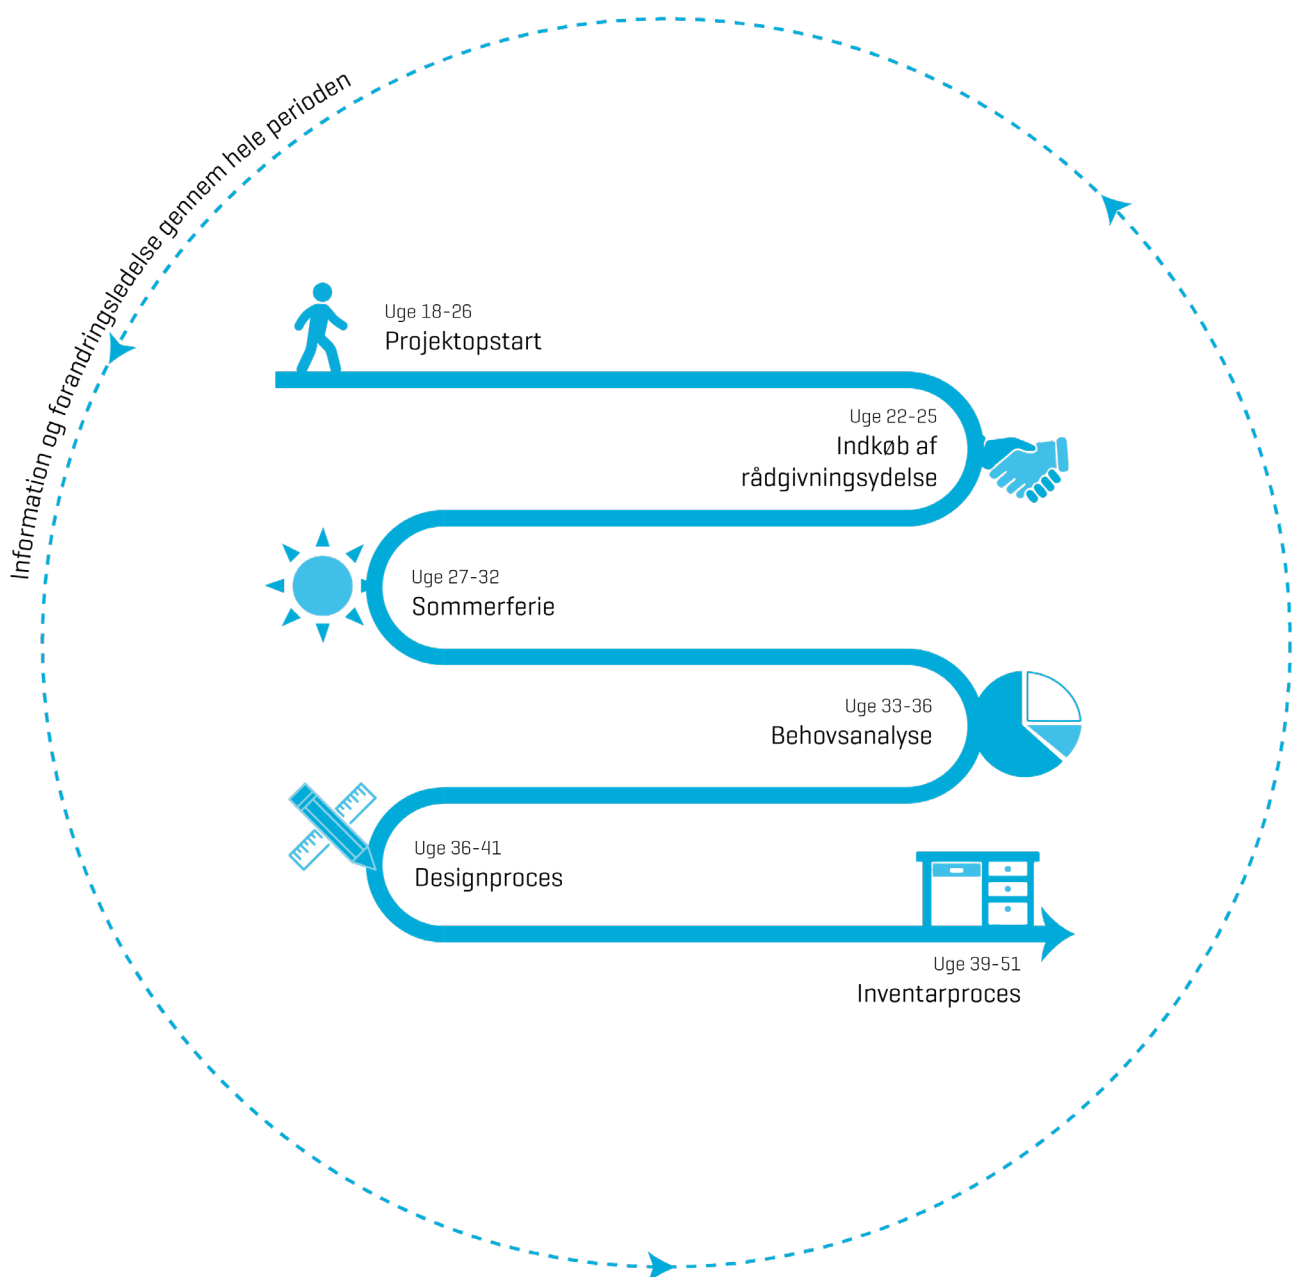 Information og forandringsledelse gennem hele perioden
Uge 18-26
Projektopstart
Uge 22-25
Indkøb af
rådgivningsydelse
Uge 27-32
Sommerferie
Uge 33-36
Behovsanalyse
Uge 36-41
Designproces
Uge 39-51
Inventarproces